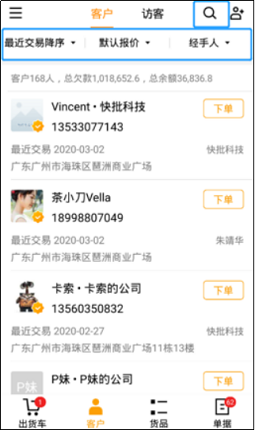 客户 访客
最近交易降序 默认报价 经手人
客户168人，总欠款1,018,652.6，总余额36,836.8
Vincent • 快批科技 下单
13533077143
最近交易 2020-03-02 快批科技
广东广州市海珠区琶洲商业广场
茶小刀Vella 下单
18998807049
最近交易 2020-03-02 朱靖华
广东广州市海珠区琶洲商业广场
卡索 • 卡索的公司 下单
13560350832
最近交易 2020-02-27 快批科技
广东广州市海珠区琶洲商业广场11栋13楼
P妹 P妹 • P妹的公司 下单
1 62
出货车 客户 货品 单据